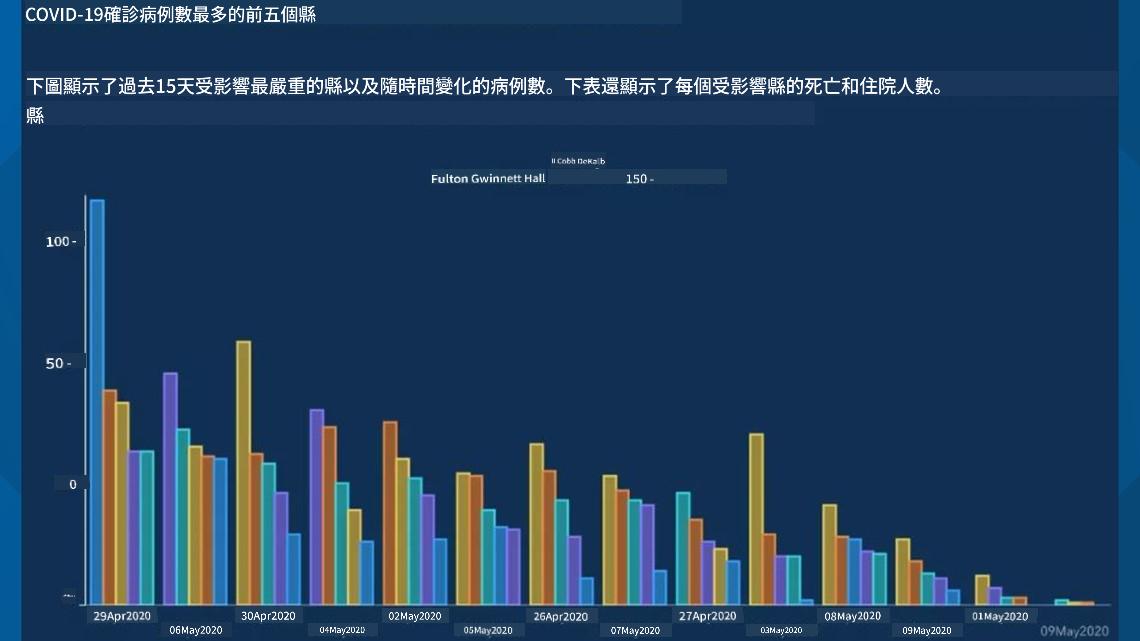 COVID-19確診病例數最多的前五個縣
下圖顯示了過去15天受影響最嚴重的縣以及隨時間變化的病例數。下表還顯示了每個受影響縣的死亡和住院人數。
縣
II Cobb DeKalb
Fulton Gwinnett Hall 150 -
100 -
50 -
0
29Apr2020 30Apr2020 02May2020 26Apr2020 27Apr2020 08May2020 01May2020
06May2020 04May2020 05May2020 07May2020 03May2020 09May2020 09May2020